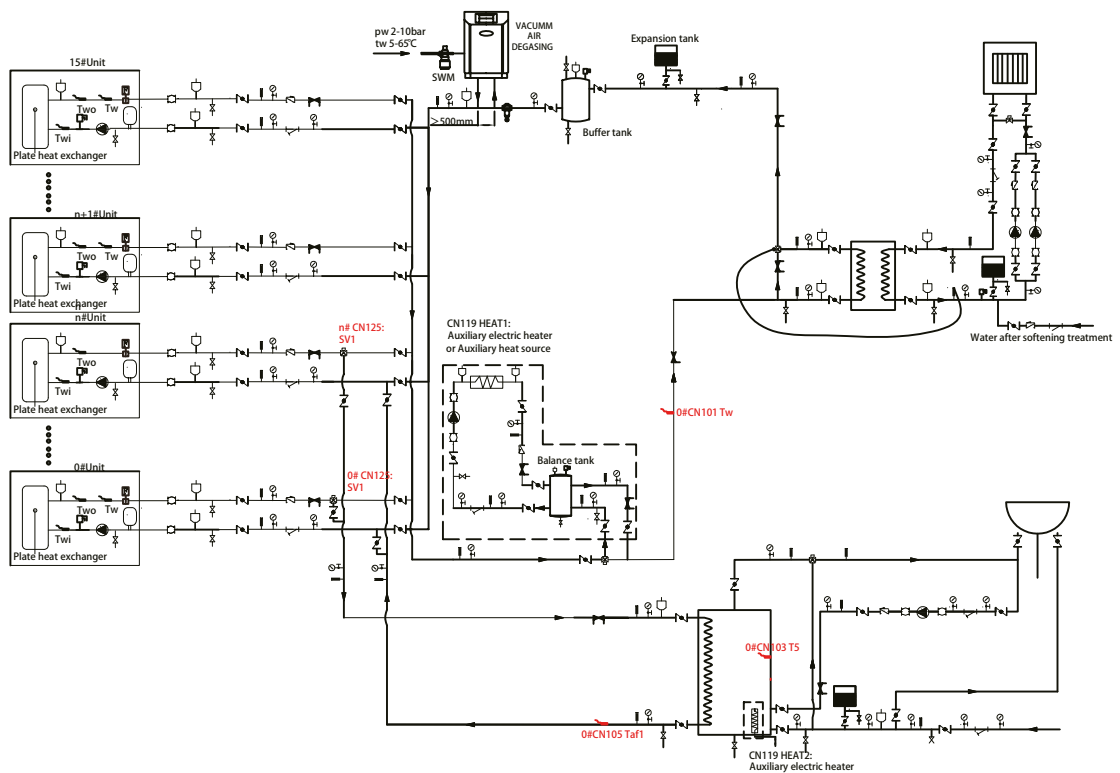 pw 2-10bar
tw 5-65℃
SWM
VACUMM
AIR
DEGASING
Expansion tank
Buffer tank
>500mm
15#Unit
Two
Tw
Twi
Plate heat exchanger
n+1#Unit
Two
Tw
Twi
Plate heat exchanger
n#Unit
Two
Twi
Plate heat exchanger
n# CN125:
SV1
CN119 HEAT1:
Auxiliary electric heater
or Auxiliary heat source
Balance tank
0#CN101 Tw
Water after softening treatment
0#Unit
Two
Tw
Twi
Plate heat exchanger
0# CN125:
SV1
0#CN103 T5
0#CN105 Taf1
CN119 HEAT2:
Auxiliary electric heater